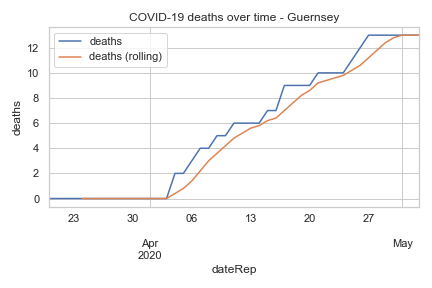 COVID-19 deaths over time - Guernsey
deaths
deaths (rolling)
deaths
12
10
8
6
4
2
0
23 30 06 13 20 27
Apr May
2020
dateRep